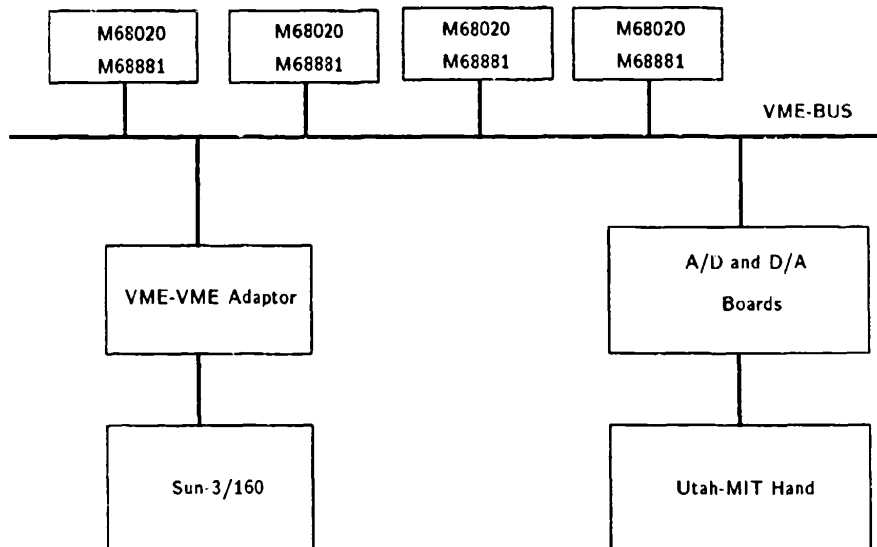 M68020
M68881
M68020
M68881
M68020
M68881
M68020
M68881
VME-BUS
VME-VME Adaptor
A/D and D/A
Boards
Sun-3/160
Utah-MIT Hand